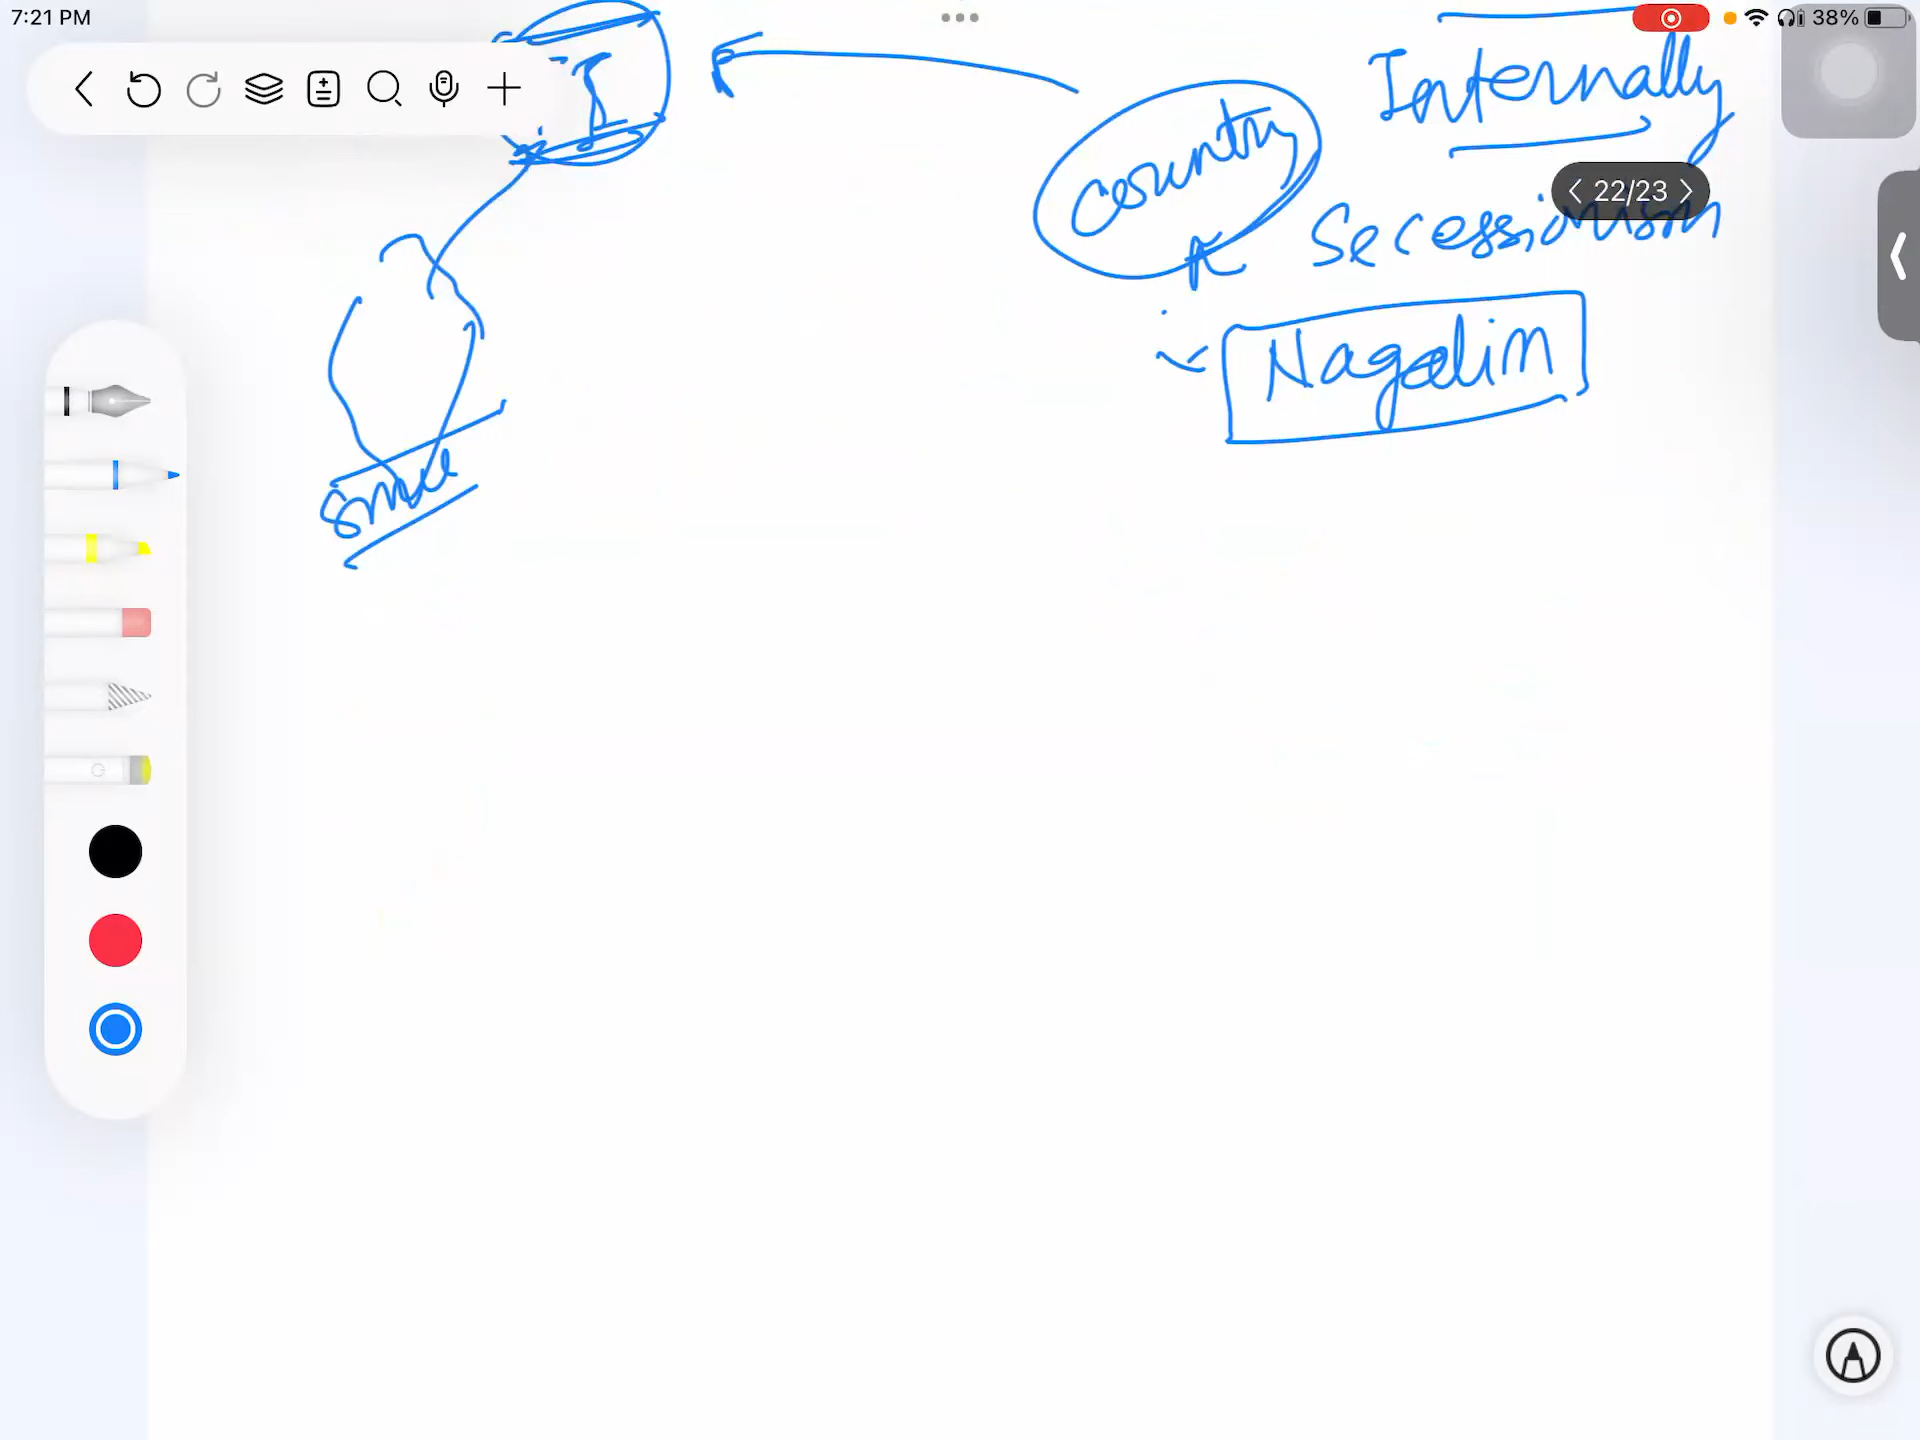 7:21 PM
38%
I
Internally
country
22/23
Secessionism
Nagalim